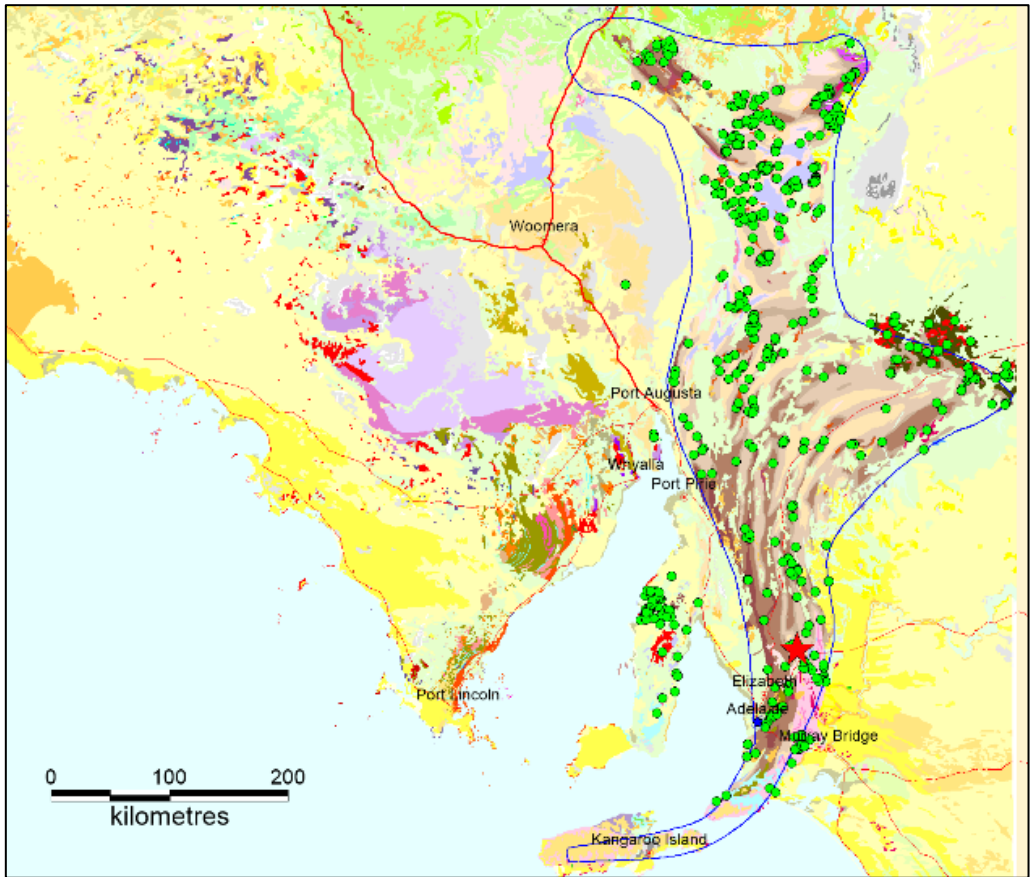 Woomera
Port Augusta
Whyalla
Port Pirie
Elizabeth
Port Lincoln
Adelaide
Murray Bridge
0 100 200
kilometres
Kangaroo Island